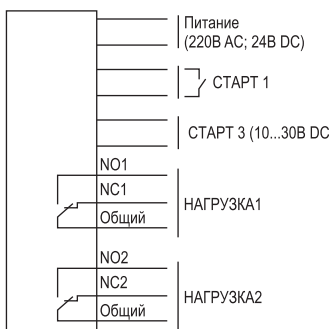 Питание
(220В AC; 24В DC)
СТАРТ 1
СТАРТ 3 (10...30В DC
NO1
NC1
Общий
НАГРУЗКА1
NO2
NC2
Общий
НАГРУЗКА2